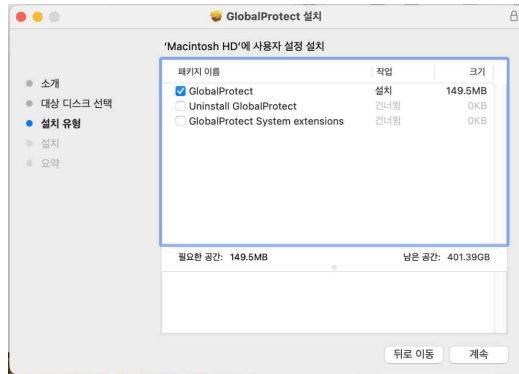 GlobalProtect 설치
'Macintosh HD'에 사용자 설정 설치
소개
대상 디스크 선택
설치 유형
설치
요약
패키지 이름 작업 크기
GlobalProtect 설치 149.5MB
Uninstall GlobalProtect 건너뜀 0KB
GlobalProtect System extensions 건너뜀 0KB
필요한 공간: 149.5MB 남은 공간: 401.39GB
뒤로 이동 계속